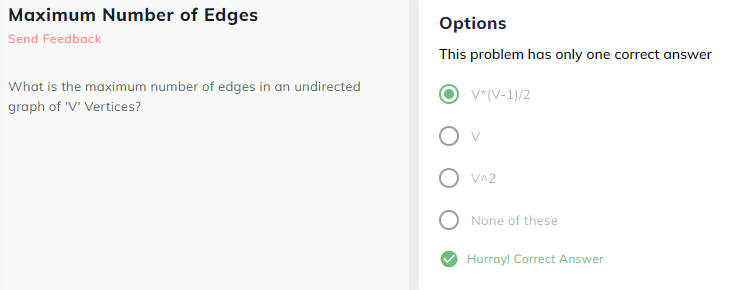 Maximum Number of Edges
Send Feedback
What is the maximum number of edges in an undirected
graph of 'V' Vertices?
Options
This problem has only one correct answer
V*(V-1)/2
V
V^2
None of these
Hurray! Correct Answer